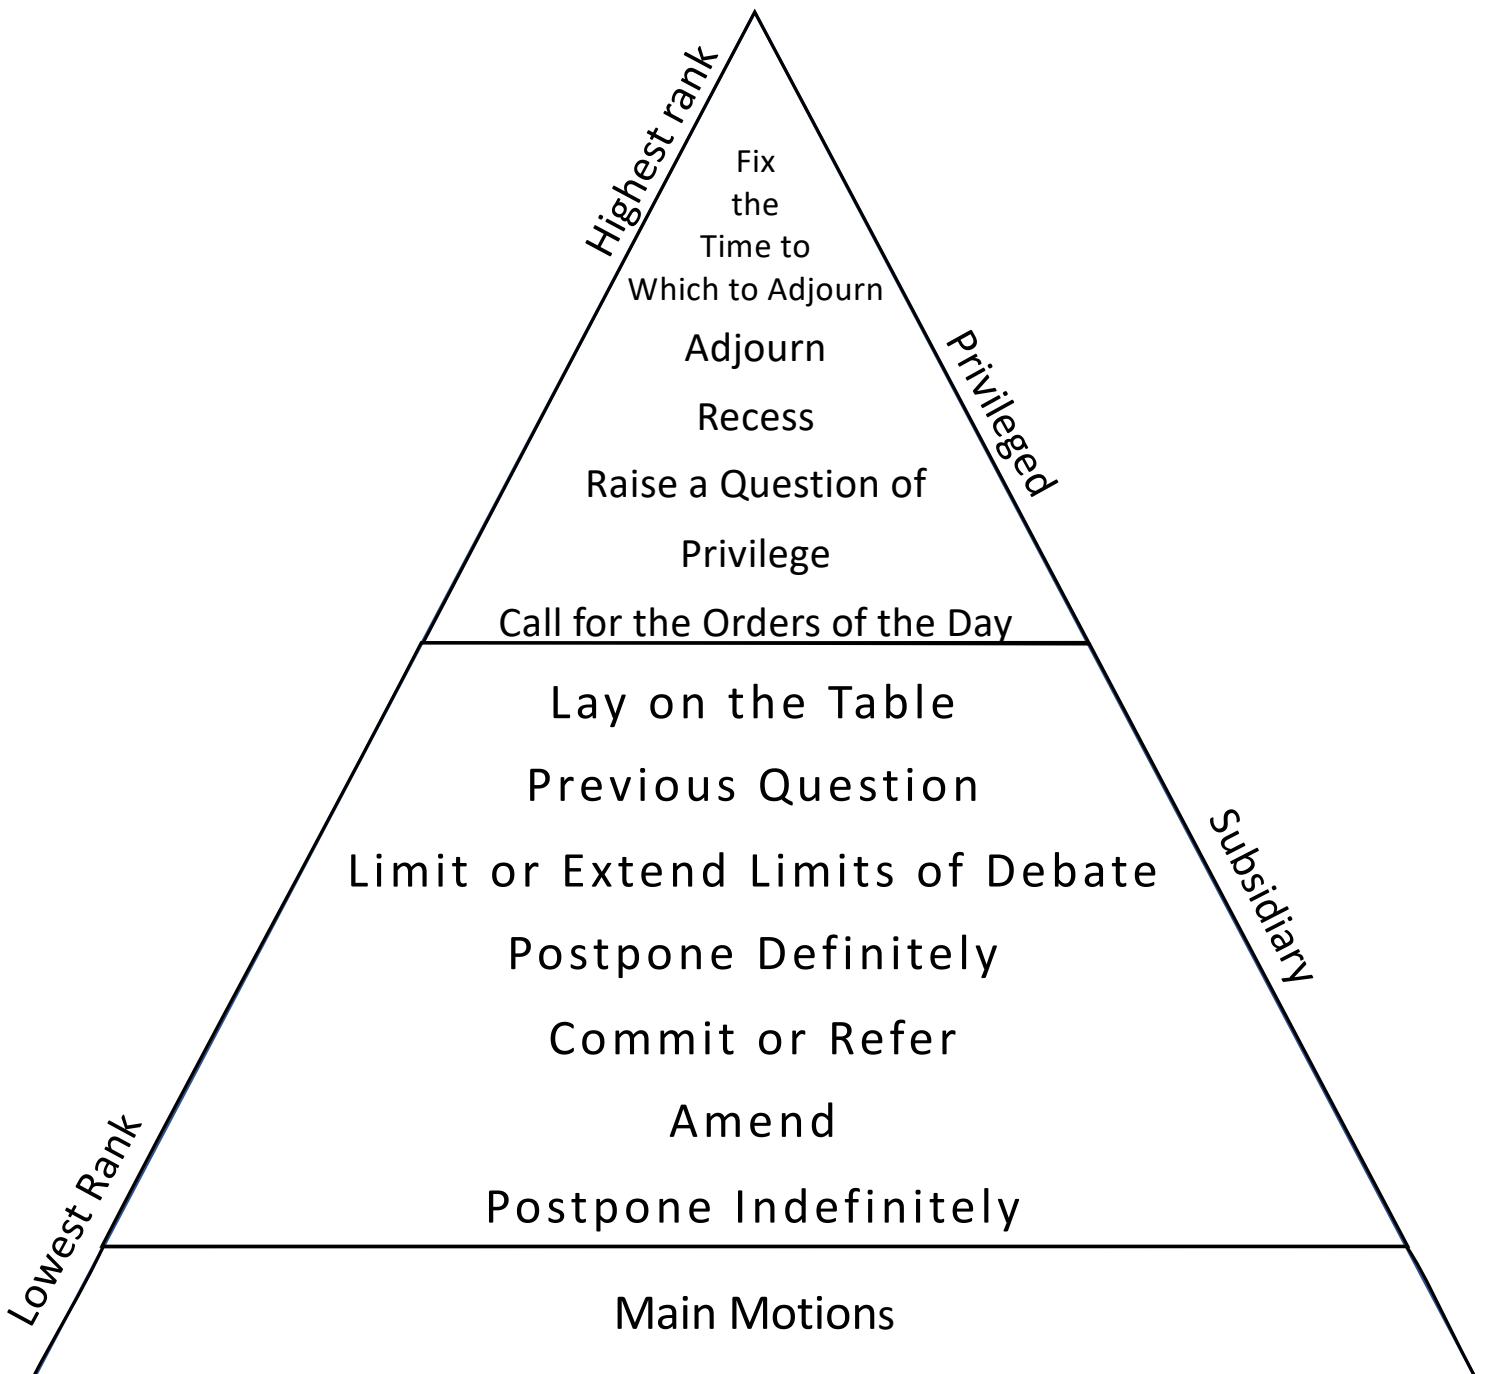 Highest rank
Fix
the
Time to
Which to Adjourn
Adjourn
Recess
Raise a Question of
Privilege
Call for the Orders of the Day
Privileged
Lay on the Table
Previous Question
Limit or Extend Limits of Debate
Postpone Definitely
Commit or Refer
Amend
Postpone Indefinitely
Subsidiary
Lowest Rank
Main Motions